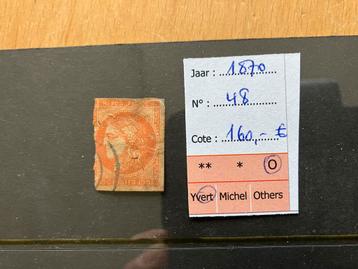 Jaar : 1870
N° : 48
Cote : 160,- €
** * O
Yvert Michel Others